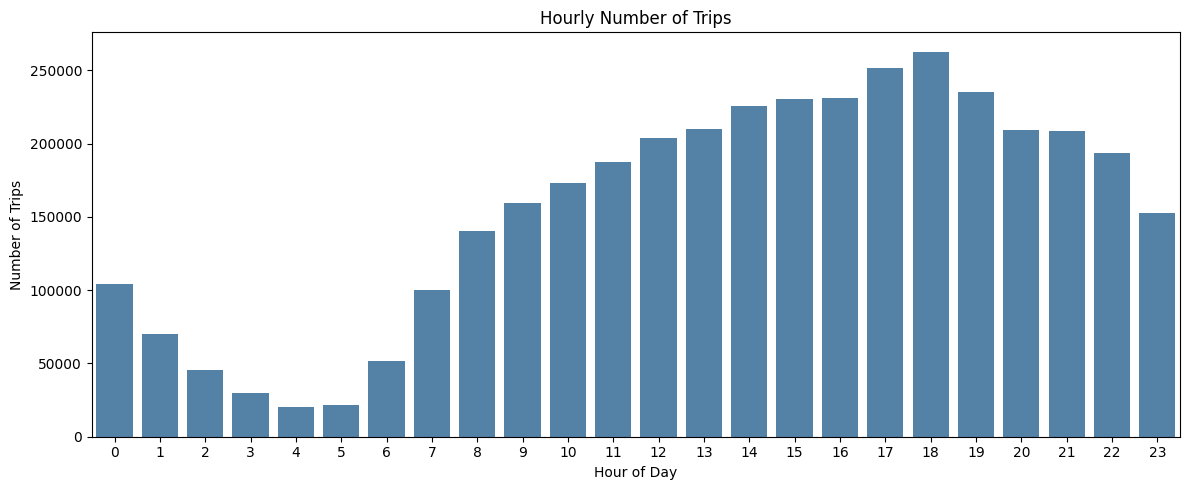 Hourly Number of Trips
Number of Trips
250000
200000
150000
100000
50000
0
0 1 2 3 4 5 6 7 8 9 10 11 12 13 14 15 16 17 18 19 20 21 22 23
Hour of Day